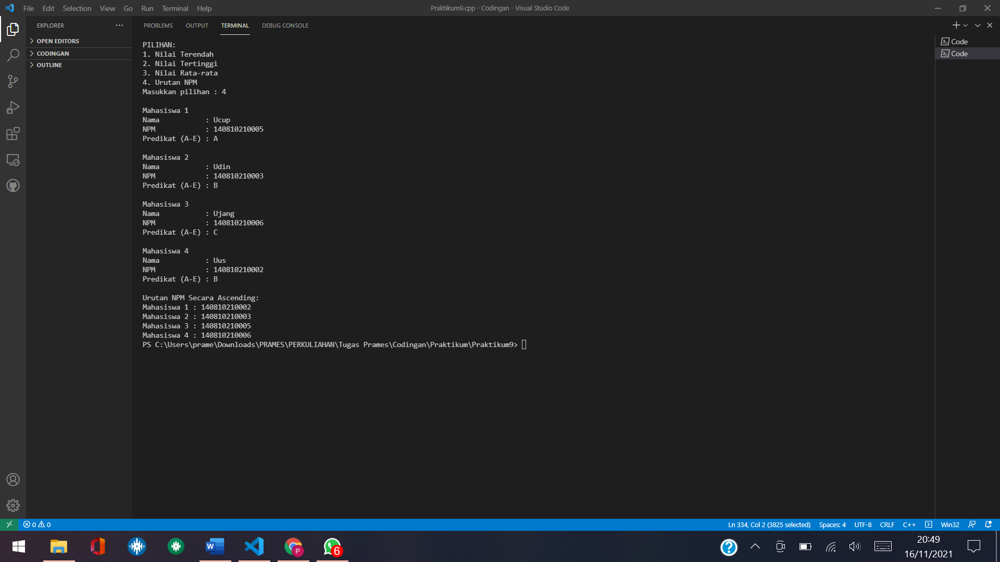 File Edit Selection View Go Run Terminal Help
Praktikum9.cpp - Codingan - Visual Studio Code
EXPLORER
OPEN EDITORS
CODINGAN
OUTLINE
PROBLEMS OUTPUT TERMINAL DEBUG CONSOLE
Code
Code
PILIHAN:
1. Nilai Terendah
2. Nilai Tertinggi
3. Nilai Rata-rata
4. Urutan NPM
Masukkan pilihan : 4
Mahasiswa 1
Nama : Ucup
NPM : 140810210005
Predikat (A-E) : A
Mahasiswa 2
Nama : Udin
NPM : 140810210003
Predikat (A-E) : B
Mahasiswa 3
Nama : Ujang
NPM : 140810210006
Predikat (A-E) : C
Mahasiswa 4
Nama : Uus
NPM : 140810210002
Predikat (A-E) : B
Urutan NPM Secara Ascending:
Mahasiswa 1 : 140810210002
Mahasiswa 2 : 140810210003
Mahasiswa 3 : 140810210005
Mahasiswa 4 : 140810210006
PS C:\Users\prame\Downloads\PRAMES\PERKULIAHAN\Tugas Prames\Codingan\Praktikum\Praktikum9>
0 0
Ln 334, Col 2 (3825 selected) Spaces: 4 UTF-8 CRLF C++ Win32
W
P
6
?
20:49
16/11/2021